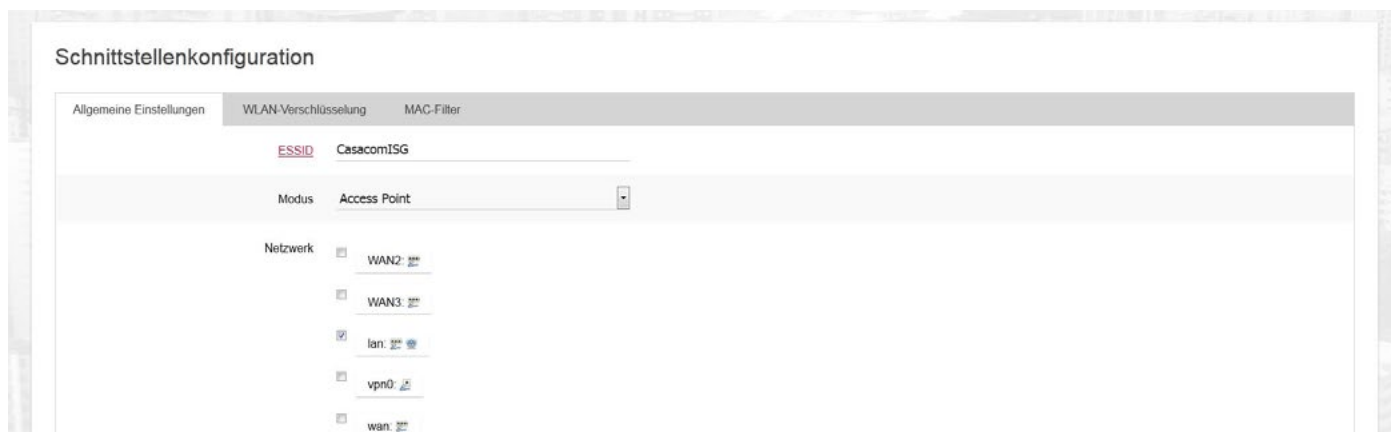 Schnittstellenkonfiguration
Allgemeine Einstellungen WLAN-Verschlüsselung MAC-Filter
ESSID CasacomISG
Modus Access Point
Netzwerk WAN2:
WAN3:
lan:
vpn0:
wan: